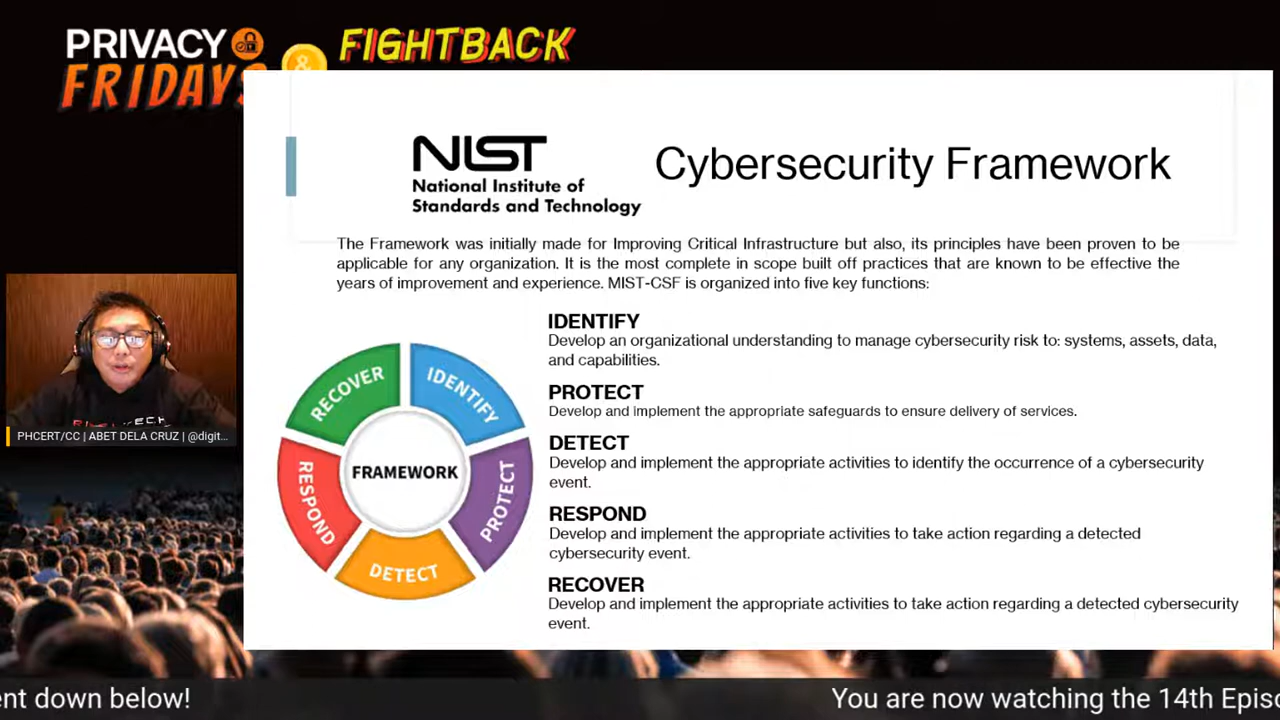 PRIVACY
FRIDAYS
&
FIGHTBACK
NIST
National Institute of
Standards and Technology
Cybersecurity Framework
The Framework was initially made for Improving Critical Infrastructure but also, its principles have been proven to be
applicable for any organization. It is the most complete in scope built off practices that are known to be effective the
years of improvement and experience. MIST-CSF is organized into five key functions:
RECOVER
IDENTIFY
PROTECT
DETECT
RESPOND
FRAMEWORK
IDENTIFY
Develop an organizational understanding to manage cybersecurity risk to: systems, assets, data,
and capabilities.
PROTECT
Develop and implement the appropriate safeguards to ensure delivery of services.
DETECT
Develop and implement the appropriate activities to identify the occurrence of a cybersecurity
event.
RESPOND
Develop and implement the appropriate activities to take action regarding a detected
cybersecurity event.
RECOVER
Develop and implement the appropriate activities to take action regarding a detected cybersecurity
event.
PHCERT/CC | ABET DELA CRUZ | @digit...
ent down below!
You are now watching the 14th Episo